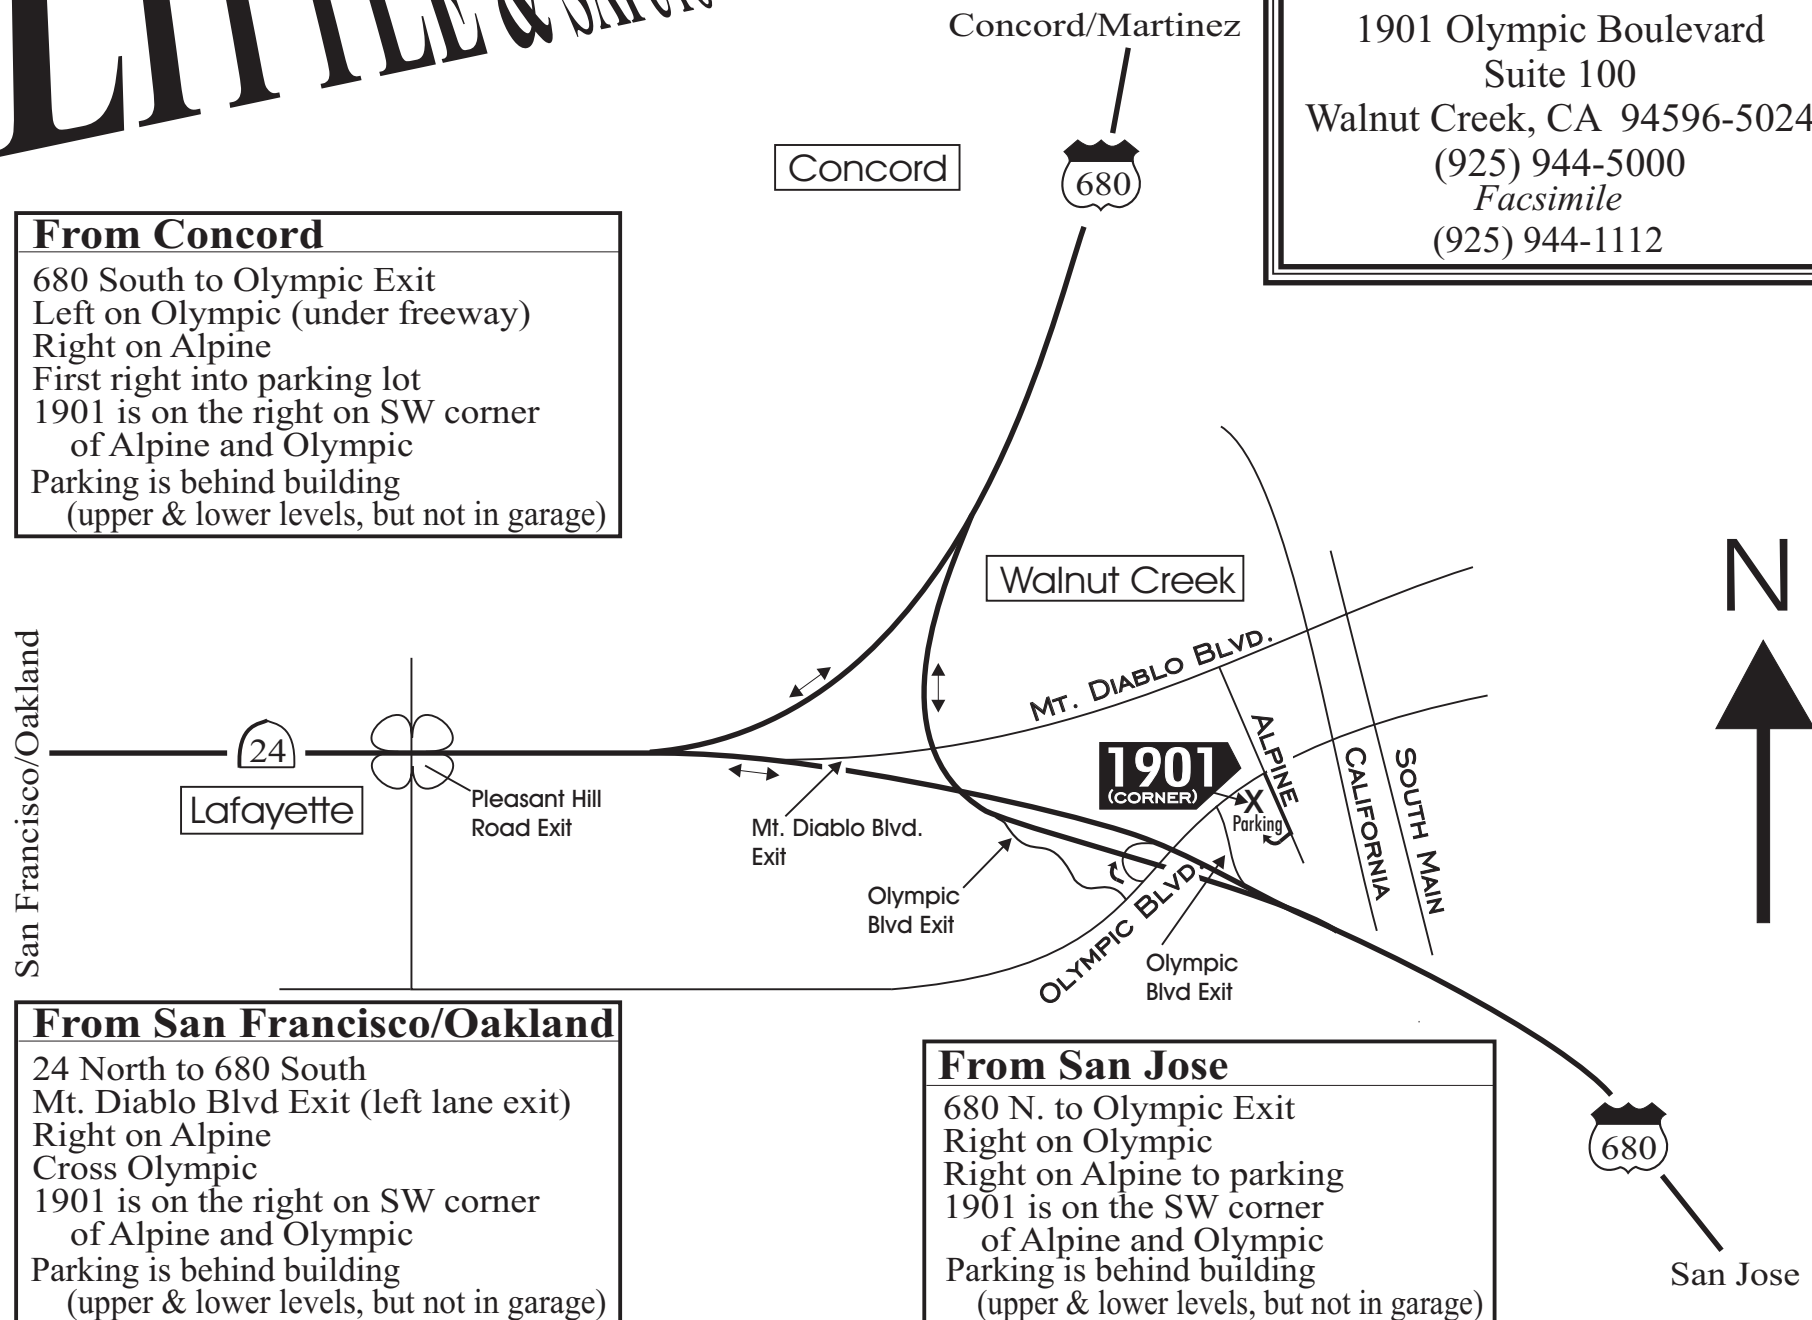 LITTLE &
Concord/Martinez
1901 Olympic Boulevard
Suite 100
Walnut Creek, CA 94596-5024
(925) 944-5000
Facsimile
(925) 944-1112
Concord
680
From Concord
680 South to Olympic Exit
Left on Olympic (under freeway)
Right on Alpine
First right into parking lot
1901 is on the right on SW corner
of Alpine and Olympic
Parking is behind building
(upper & lower levels, but not in garage)
Walnut Creek
N
San Francisco/Oakland
24
Lafayette
Pleasant Hill
Road Exit
Mt. Diablo Blvd.
Exit
MT. DIABLO BLVD.
1901
(CORNER)
ALPINE
X
Parking
CALIFORNIA
SOUTH MAIN
Olympic
Blvd Exit
OLYMPIC BLVD
Olympic
Blvd Exit
From San Francisco/Oakland
24 North to 680 South
Mt. Diablo Blvd Exit (left lane exit)
Right on Alpine
Cross Olympic
1901 is on the right on SW corner
of Alpine and Olympic
Parking is behind building
(upper & lower levels, but not in garage)
From San Jose
680 N. to Olympic Exit
Right on Olympic
Right on Alpine to parking
1901 is on the SW corner
of Alpine and Olympic
Parking is behind building
(upper & lower levels, but not in garage)
680
San Jose